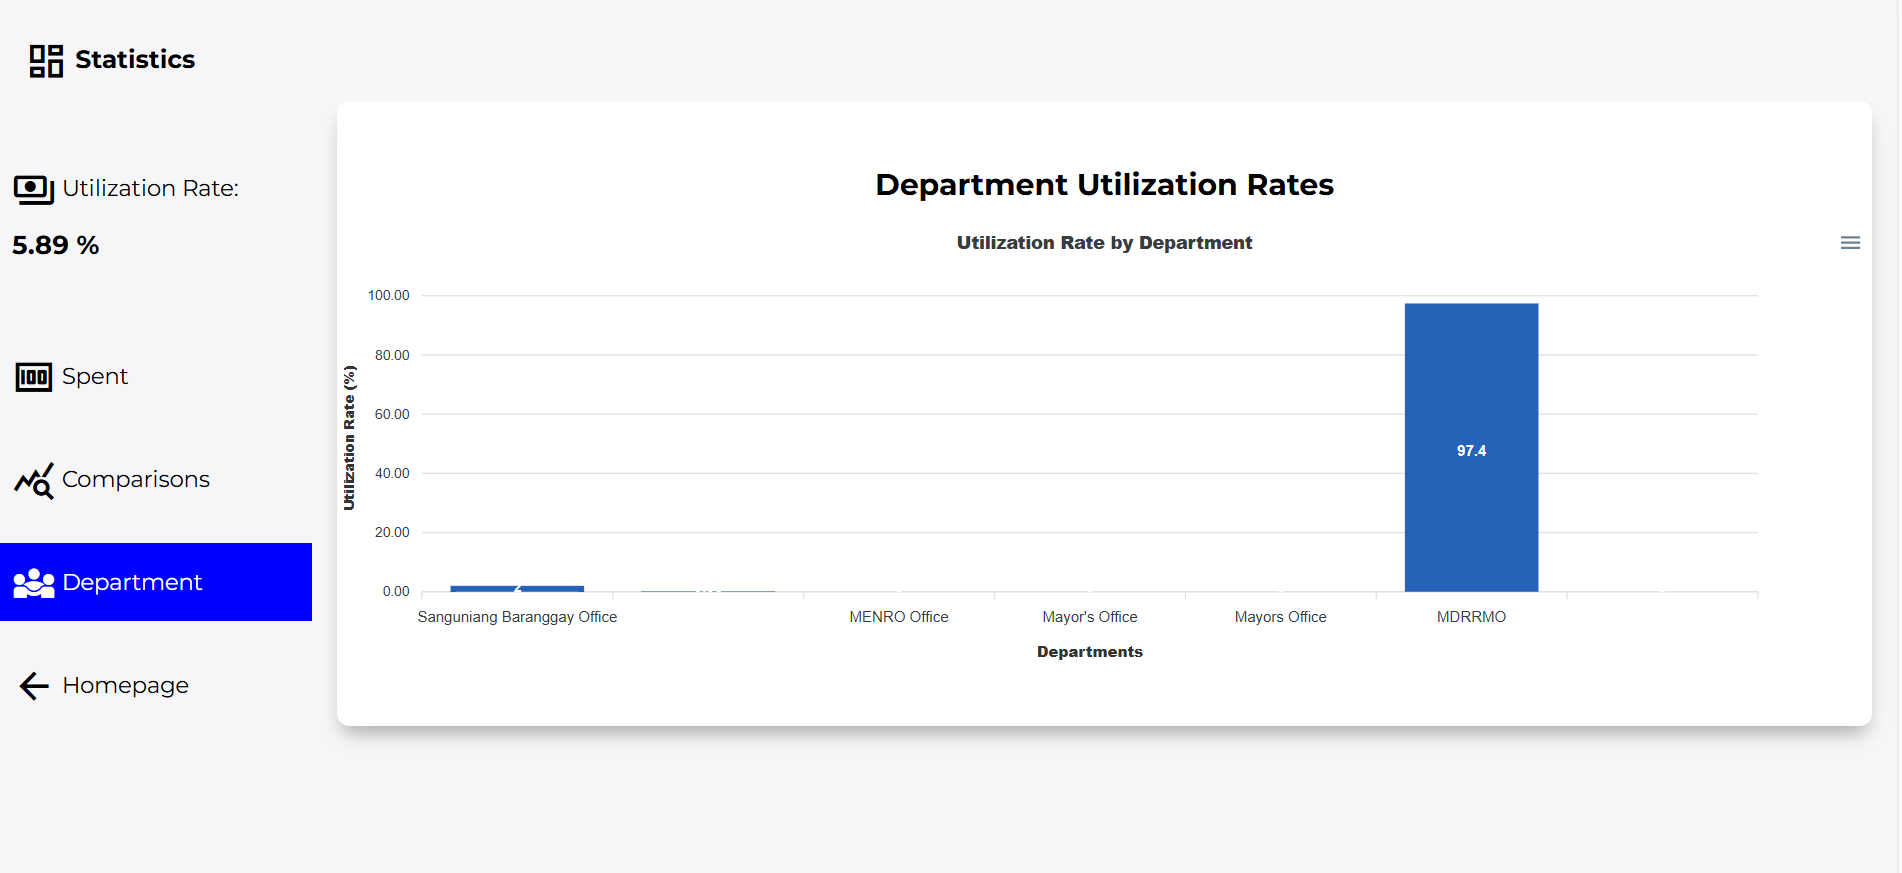 Statistics
Utilization Rate:
5.89 %
Spent
Comparisons
Department
Homepage
Department Utilization Rates
Utilization Rate by Department
Utilization Rate (%)
100.00
80.00
60.00
40.00
20.00
0.00
97.4
Sanguniang Baranggay Office
MENRO Office
Mayor's Office
Mayors Office
MDRRMO
Departments